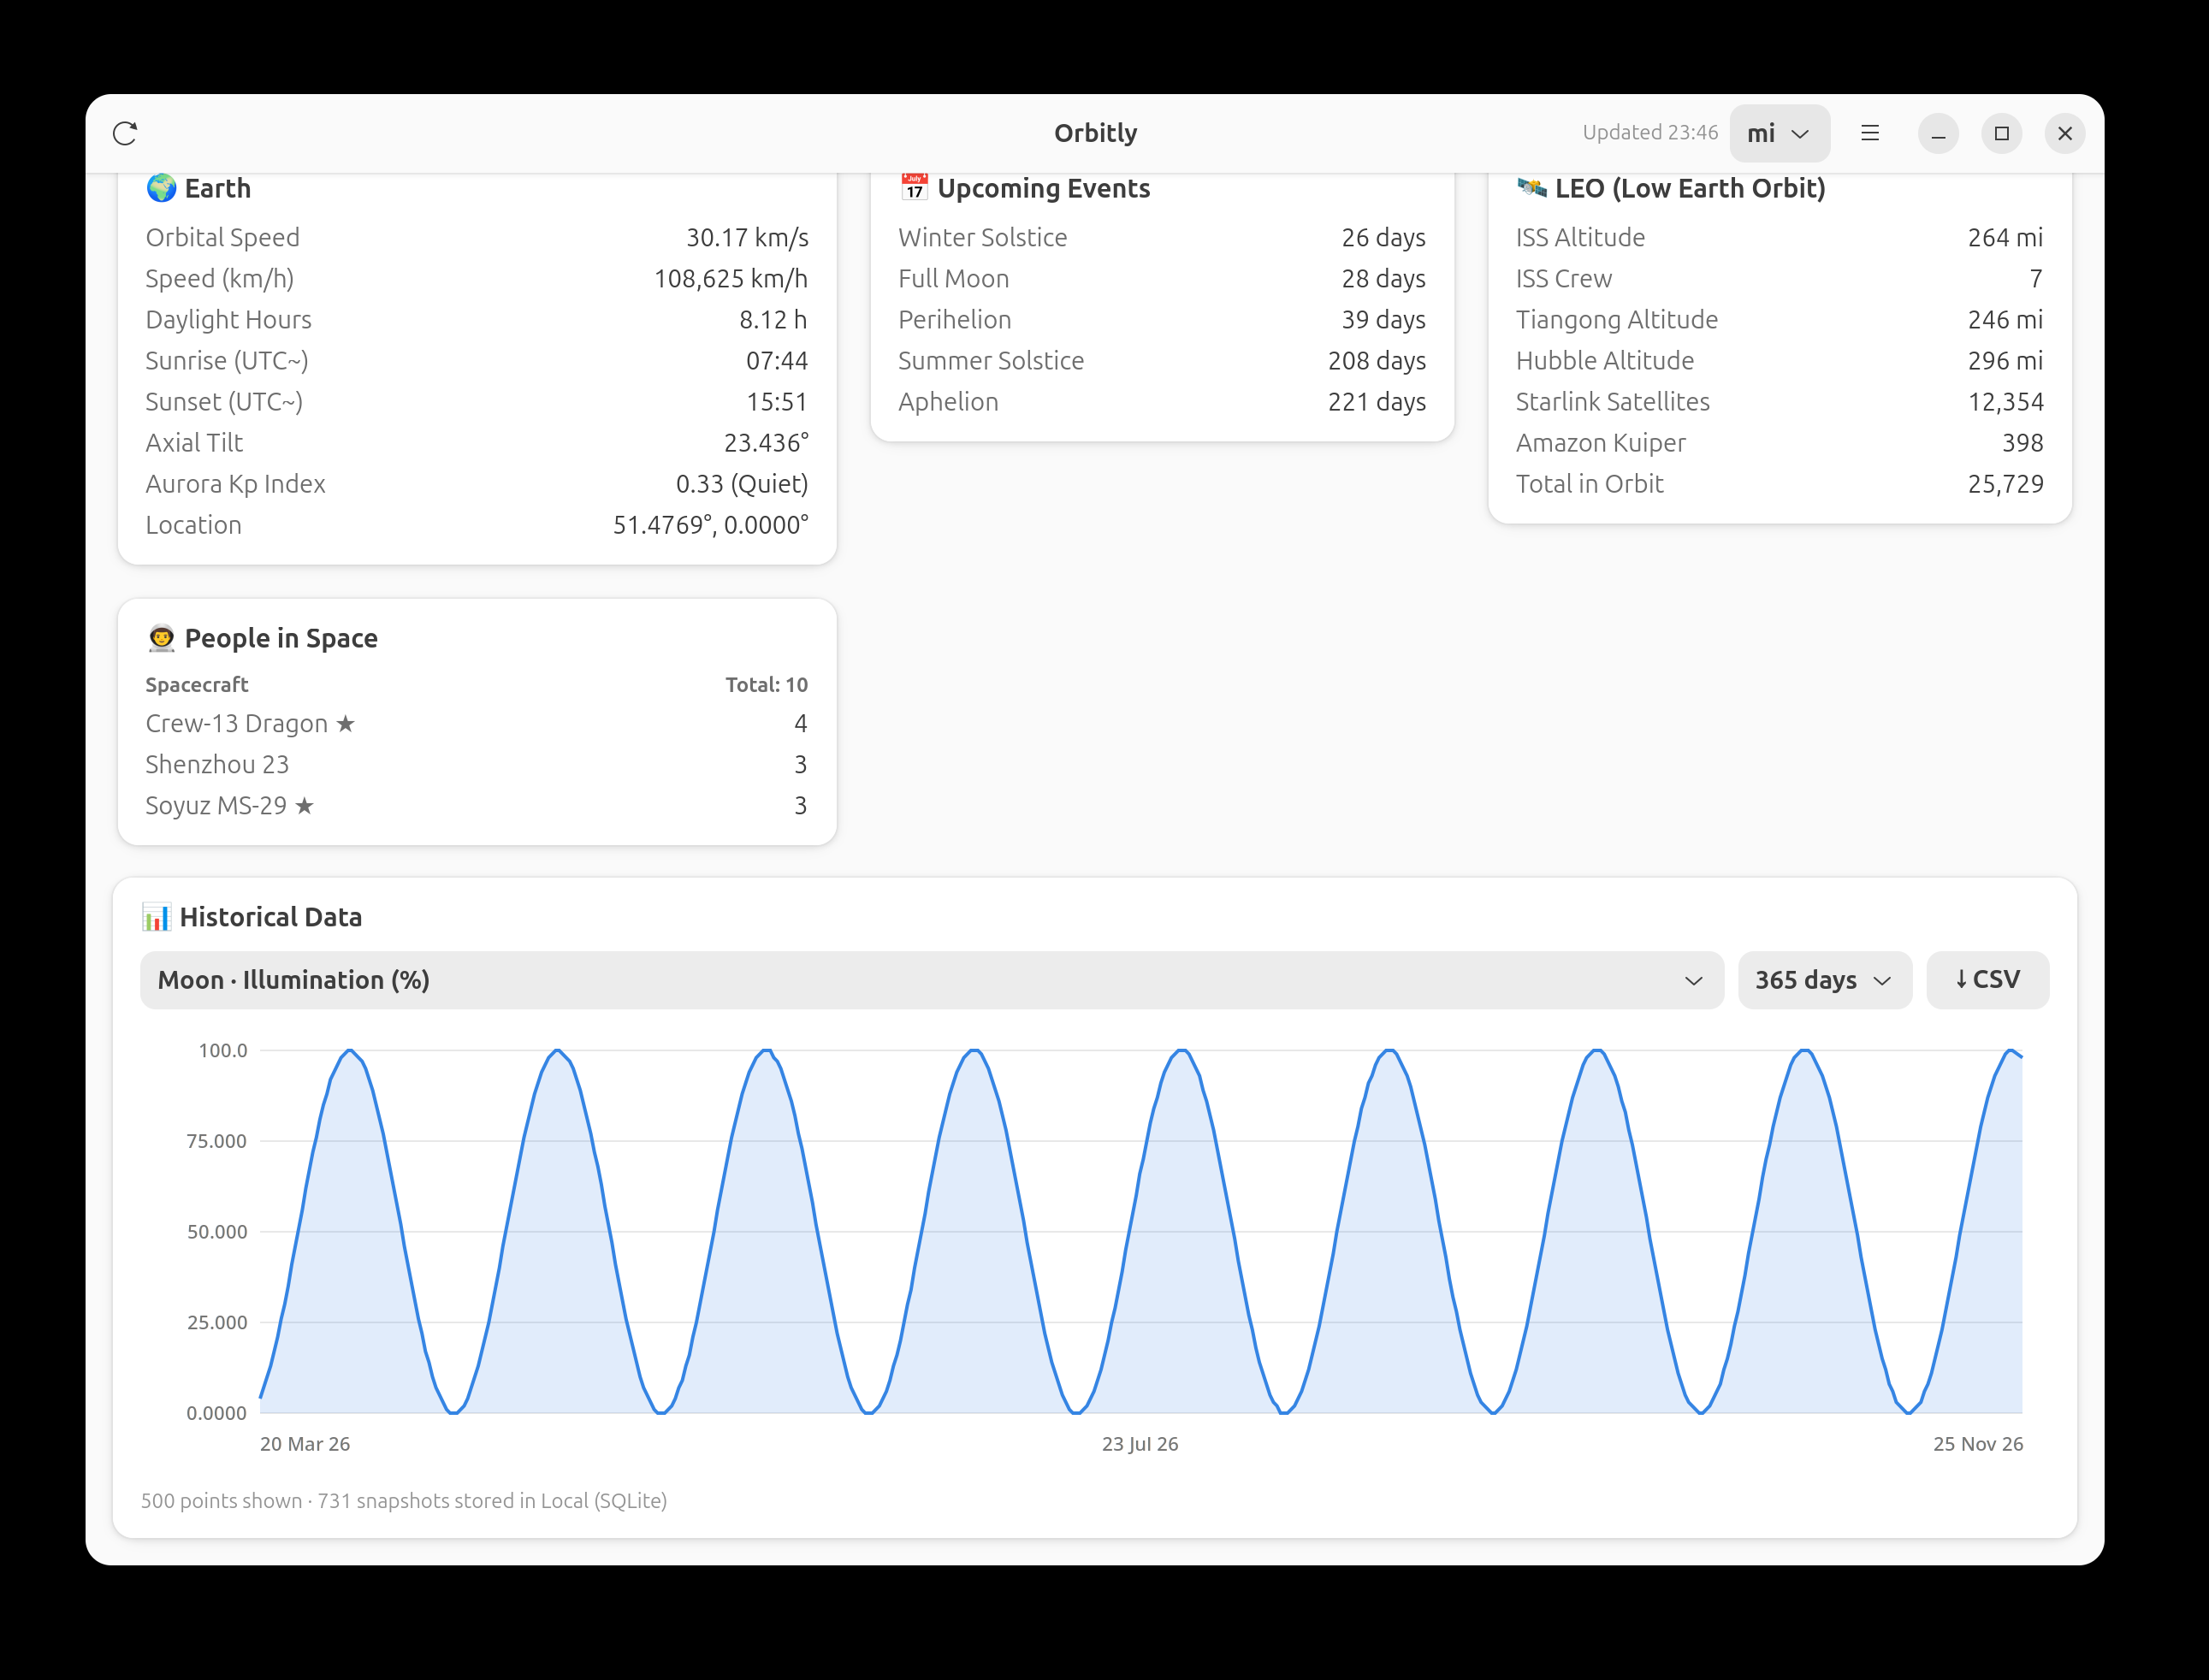 Orbitly
Updated 23:46
mi
🌍 Earth
Orbital Speed 30.17 km/s
Speed (km/h) 108,625 km/h
Daylight Hours 8.12 h
Sunrise (UTC~) 07:44
Sunset (UTC~) 15:51
Axial Tilt 23.436°
Aurora Kp Index 0.33 (Quiet)
Location 51.4769°, 0.0000°
📅 Upcoming Events
Winter Solstice 26 days
Full Moon 28 days
Perihelion 39 days
Summer Solstice 208 days
Aphelion 221 days
🛰️ LEO (Low Earth Orbit)
ISS Altitude 264 mi
ISS Crew 7
Tiangong Altitude 246 mi
Hubble Altitude 296 mi
Starlink Satellites 12,354
Amazon Kuiper 398
Total in Orbit 25,729
👨‍🚀 People in Space
Spacecraft Total: 10
Crew-13 Dragon ★ 4
Shenzhou 23 3
Soyuz MS-29 ★ 3
📊 Historical Data
Moon · Illumination (%)
365 days
↓ CSV
100.0
75.000
50.000
25.000
0.0000
20 Mar 26 23 Jul 26 25 Nov 26
500 points shown · 731 snapshots stored in Local (SQLite)